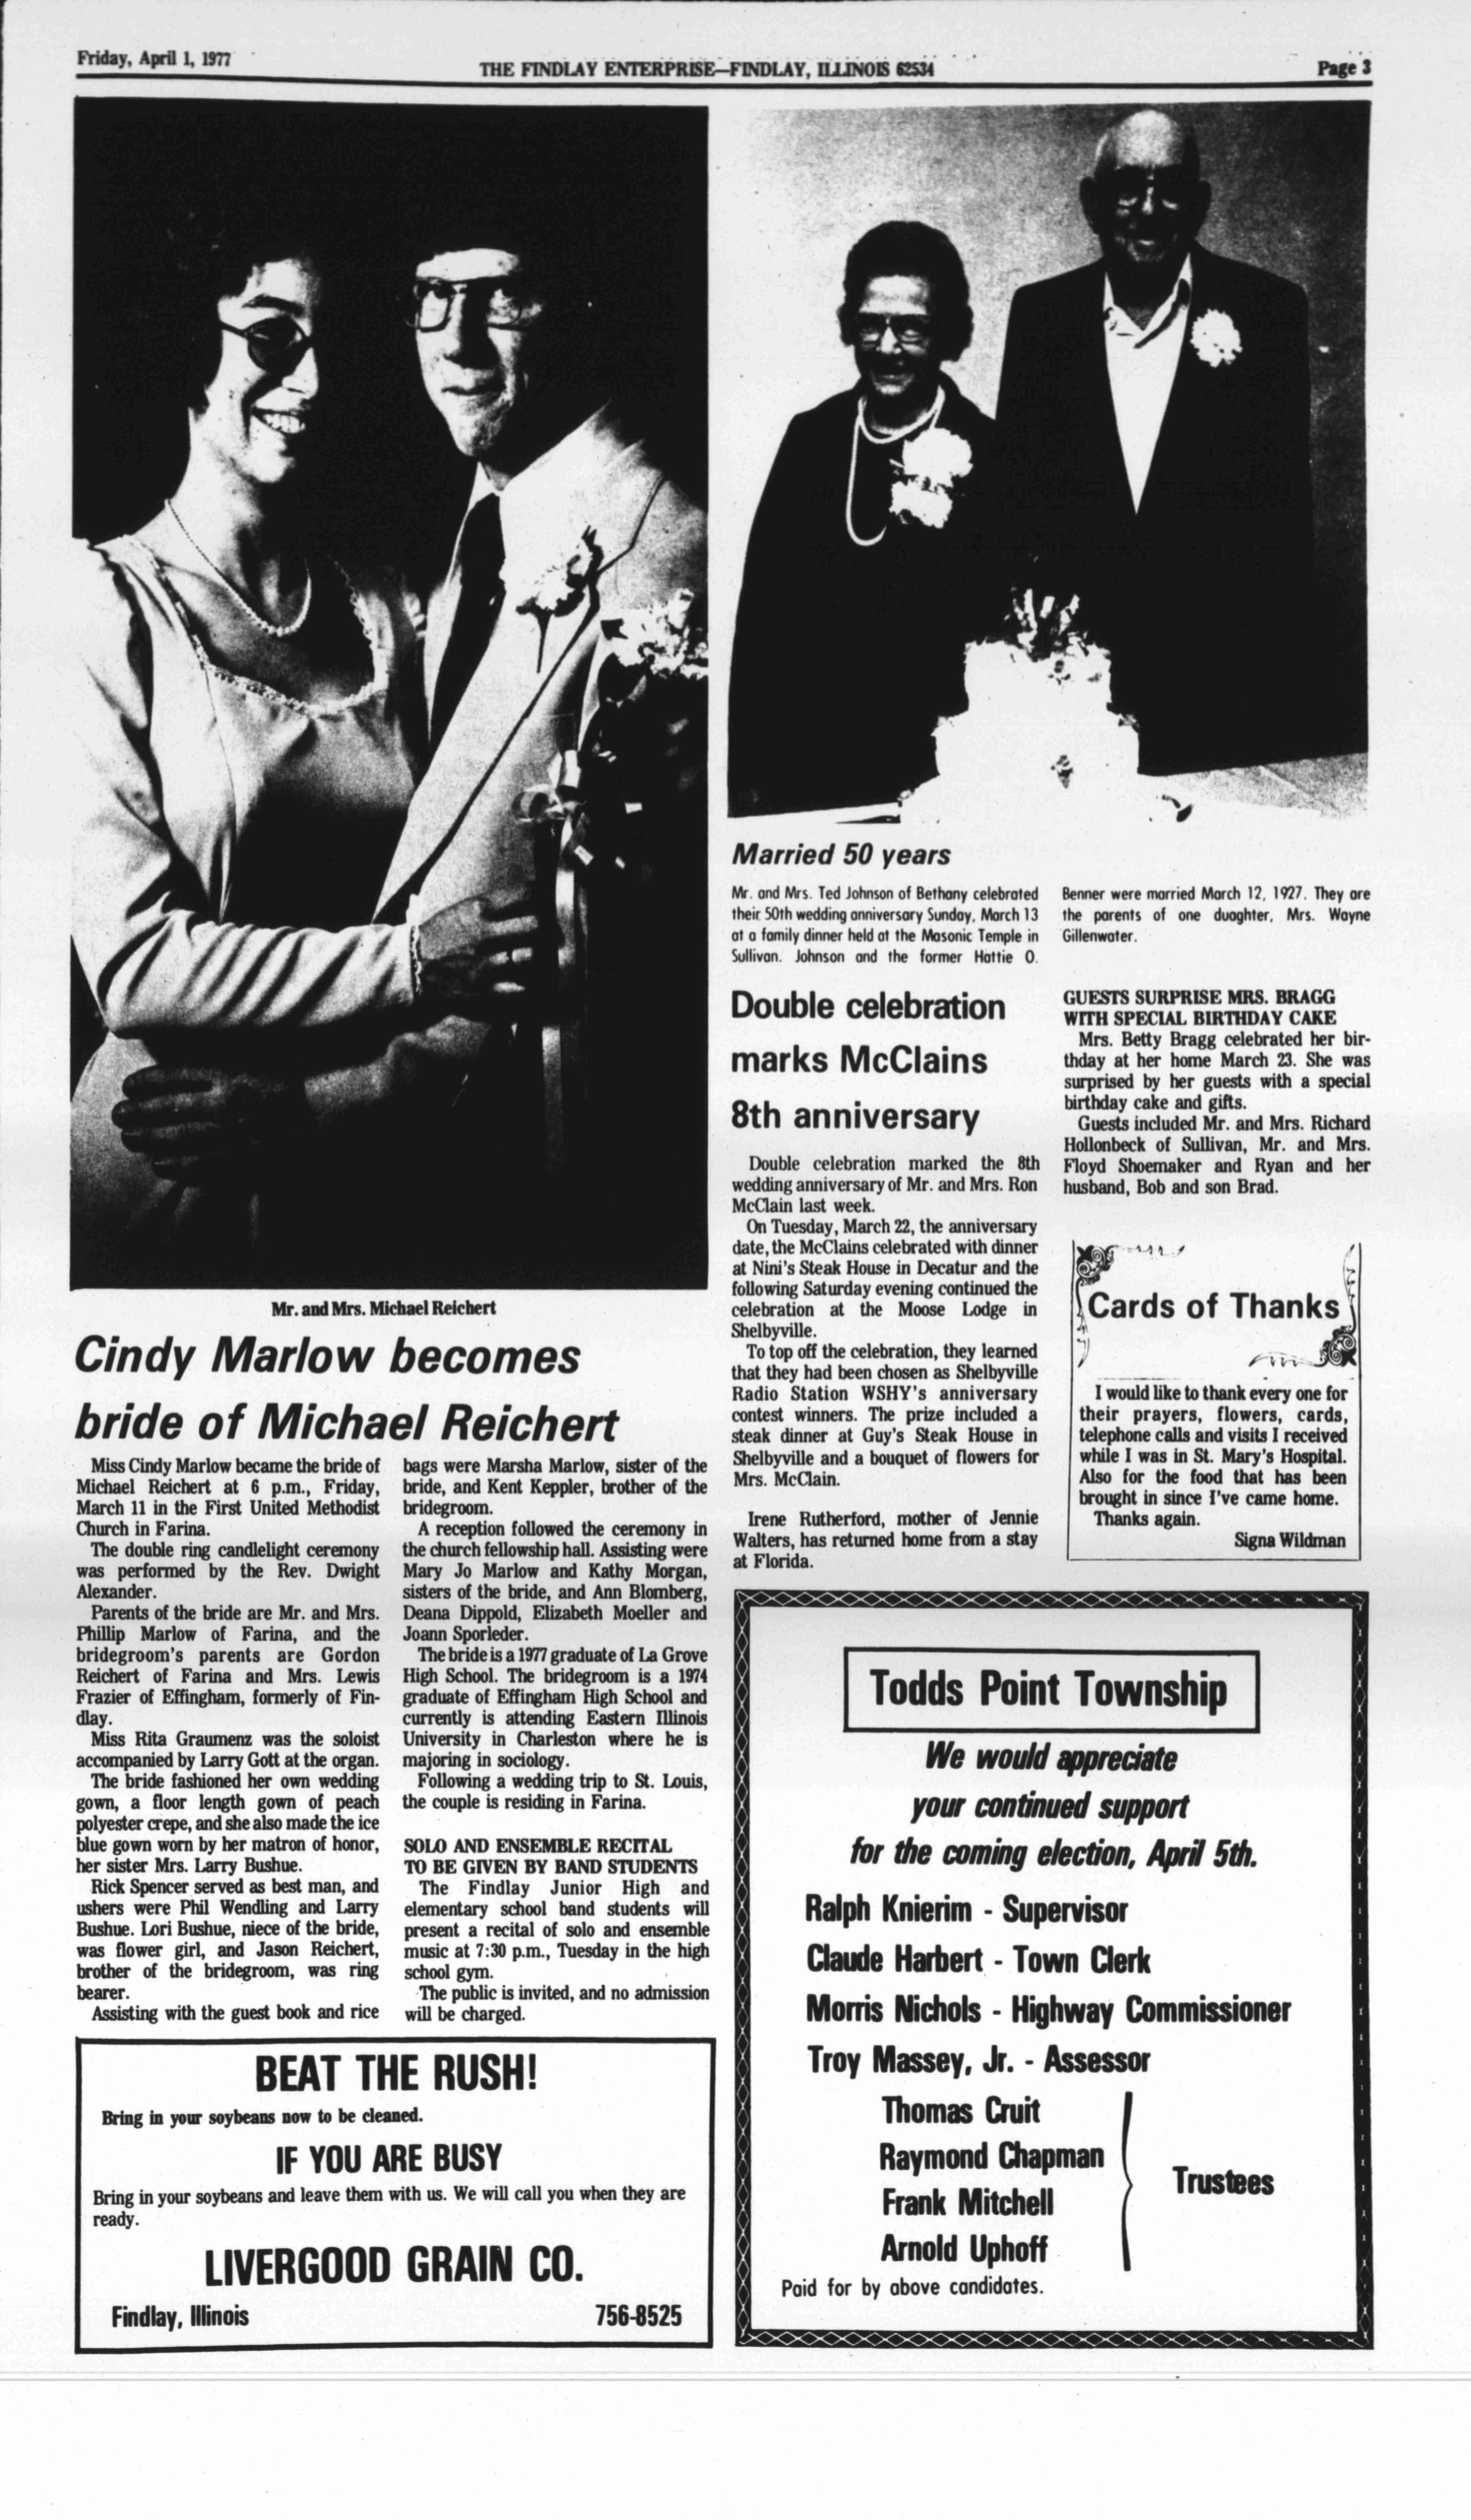 Friday, April 1, 1977
THE FINDLAY ENTERPRISE—FINDLAY, ILLINOIS 62534
Page 3
Mr. and Mrs. Michael Reichert
Cindy Marlow becomes
bride of Michael Reichert
Miss Cindy Marlow became the bride of
Michael Reichert at 6 p.m., Friday,
March 11 in the First United Methodist
Church in Farina.
The double ring candlelight ceremony
was performed by the Rev. Dwight
Alexander.
Parents of the bride are Mr. and Mrs.
Phillip Marlow of Farina, and the
bridegroom's parents are Gordon
Reichert of Farina and Mrs. Lewis
Frazier of Effingham, formerly of Fin-
dlay.
Miss Rita Graumenz was the soloist
accompanied by Larry Gott at the organ.
The bride fashioned her own wedding
gown, a floor length gown of peach
polyester crepe, and she also made the ice
blue gown worn by her matron of honor,
her sister Mrs. Larry Bushue.
Rick Spencer served as best man, and
ushers were Phil Wendling and Larry
Bushue. Lori Bushue, niece of the bride,
was flower girl, and Jason Reichert,
brother of the bridegroom, was ring
bearer.
Assisting with the guest book and rice
bags were Marsha Marlow, sister of the
bride, and Kent Keppler, brother of the
bridegroom.
A reception followed the ceremony in
the church fellowship hall. Assisting were
Mary Jo Marlow and Kathy Morgan,
sisters of the bride, and Ann Blomberg,
Deana Dippold, Elizabeth Moeller and
Joann Sporleder.
The bride is a 1977 graduate of La Grove
High School. The bridegroom is a 1974
graduate of Effingham High School and
currently is attending Eastern Illinois
University in Charleston where he is
majoring in sociology.
Following a wedding trip to St. Louis,
the couple is residing in Farina.
SOLO AND ENSEMBLE RECITAL
TO BE GIVEN BY BAND STUDENTS
The Findlay Junior High and
elementary school band students will
present a recital of solo and ensemble
music at 7:30 p.m., Tuesday in the high
school gym.
The public is invited, and no admission
will be charged.
BEAT THE RUSH!
Bring in your soybeans now to be cleaned.
IF YOU ARE BUSY
Bring in your soybeans and leave them with us. We will call you when they are
ready.
LIVERGOOD GRAIN CO.
Findlay, Illinois
756-8525
Married 50 years
Mr. and Mrs. Ted Johnson of Bethany celebrated
their 50th wedding anniversary Sunday, March 13
at a family dinner held at the Masonic Temple in
Sullivan. Johnson and the former Hattie O.
Benner were married March 12, 1927. They are
the parents of one duaghter, Mrs. Wayne
Gillenwater.
Double celebration
marks McClains
8th anniversary
Double celebration marked the 8th
wedding anniversary of Mr. and Mrs. Ron
McClain last week.
On Tuesday, March 22, the anniversary
date, the McClains celebrated with dinner
at Nini's Steak House in Decatur and the
following Saturday evening continued the
celebration at the Moose Lodge in
Shelbyville.
To top off the celebration, they learned
that they had been chosen as Shelbyville
Radio Station WSHY's anniversary
contest winners. The prize included a
steak dinner at Guy's Steak House in
Shelbyville and a bouquet of flowers for
Mrs. McClain.
Irene Rutherford, mother of Jennie
Walters, has returned home from a stay
at Florida.
GUESTS SURPRISE MRS. BRAGG
WITH SPECIAL BIRTHDAY CAKE
Mrs. Betty Bragg celebrated her bir-
thday at her home March 23. She was
surprised by her guests with a special
birthday cake and gifts.
Guests included Mr. and Mrs. Richard
Hollonbeck of Sullivan, Mr. and Mrs.
Floyd Shoemaker and Ryan and her
husband, Bob and son Brad.
Cards of Thanks
I would like to thank every one for
their prayers, flowers, cards,
telephone calls and visits I received
while I was in St. Mary's Hospital.
Also for the food that has been
brought in since I've came home.
Thanks again.
Signa Wildman
Todds Point Township
We would appreciate
your continued support
for the coming election, April 5th.
Ralph Knierim - Supervisor
Claude Harbert - Town Clerk
Morris Nichols - Highway Commissioner
Troy Massey, Jr. - Assessor
Thomas Cruit
Raymond Chapman
Frank Mitchell
Arnold Uphoff
Trustees
Paid for by above candidates.